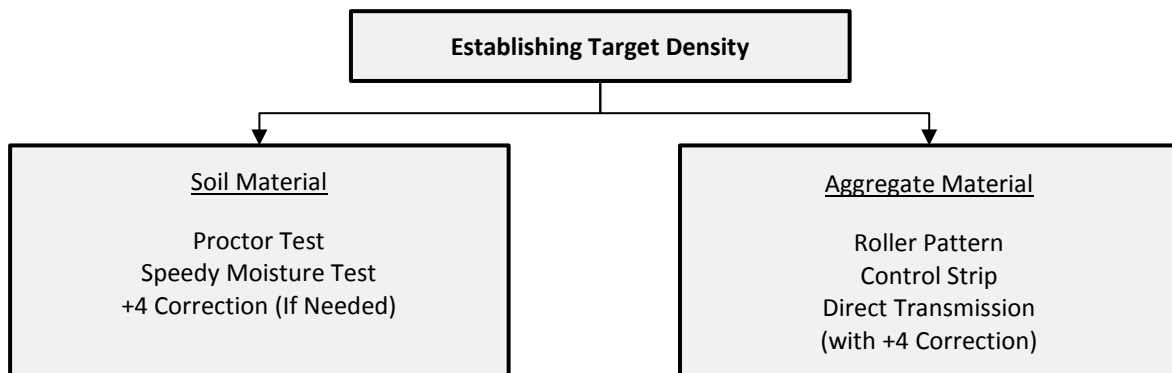 Establishing Target Density
Soil Material
Proctor Test
Speedy Moisture Test
+4 Correction (If Needed)
Aggregate Material
Roller Pattern
Control Strip
Direct Transmission
(with +4 Correction)